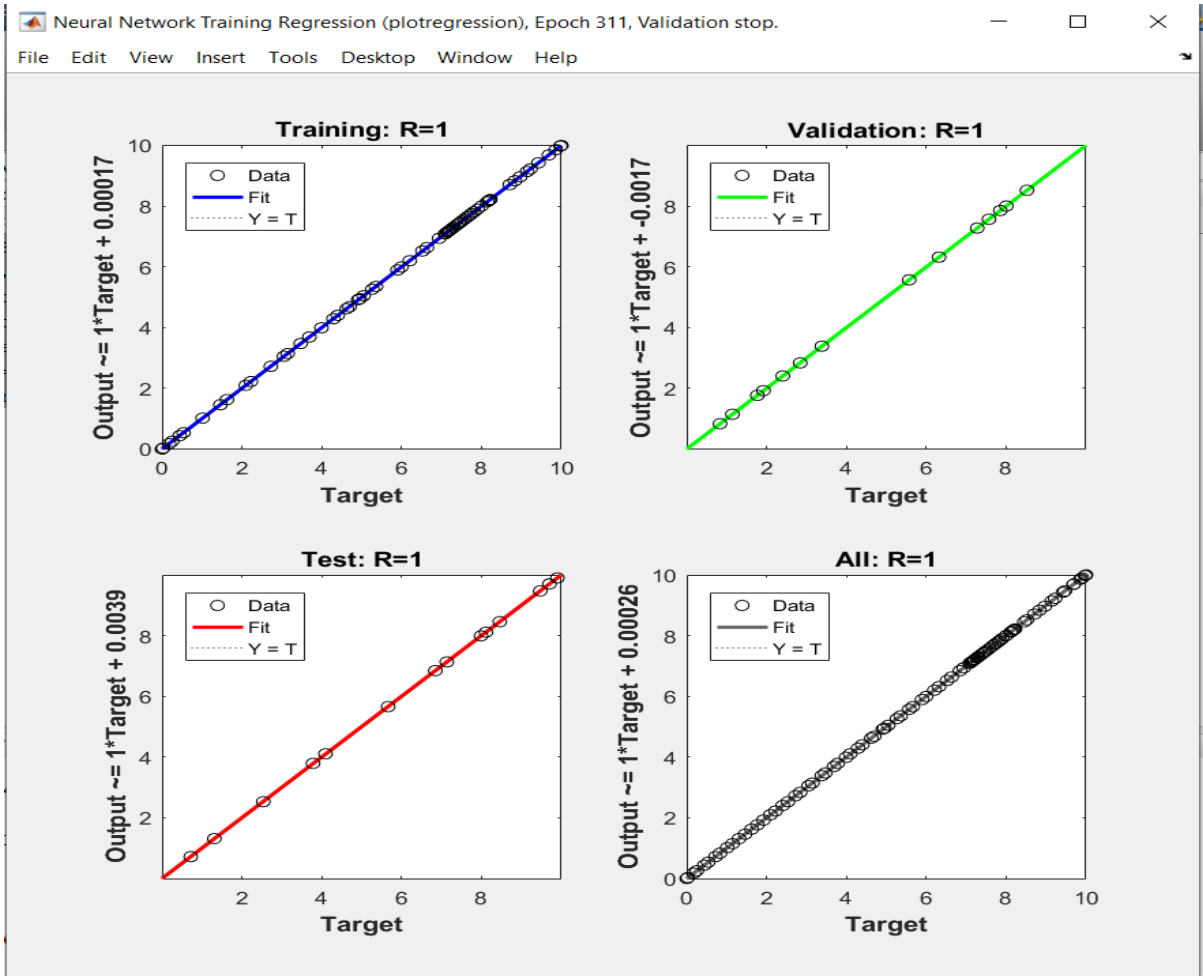 Neural Network Training Regression (plotregression), Epoch 311, Validation stop.
File Edit View Insert Tools Desktop Window Help
Training: R=1
Output ~= 1*Target + 0.00017
Data
Fit
Y = T
10
8
6
4
2
0
0 2 4 6 8 10
Target
Validation: R=1
Output ~= 1*Target + -0.0017
Data
Fit
Y = T
8
6
4
2
2 4 6 8
Target
Test: R=1
Output ~= 1*Target + 0.0039
Data
Fit
Y = T
8
6
4
2
2 4 6 8
Target
All: R=1
Output ~= 1*Target + 0.00026
Data
Fit
Y = T
10
8
6
4
2
0
0 2 4 6 8 10
Target